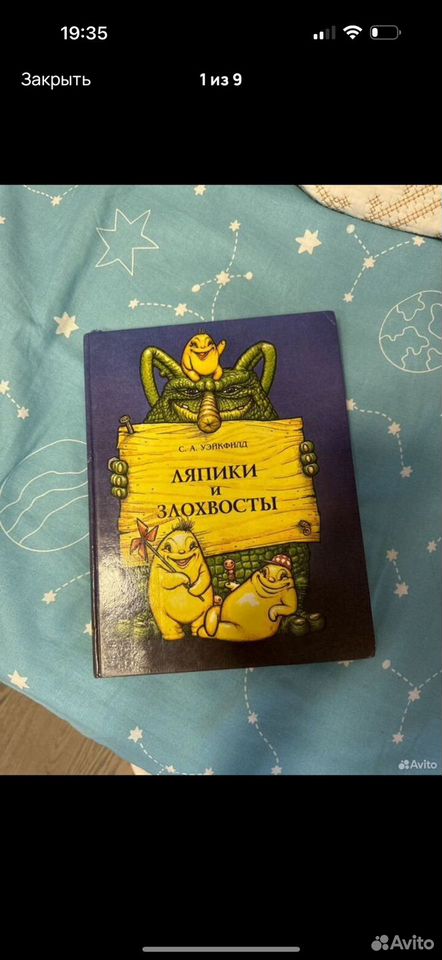 19:35
Закрыть
1 из 9
С. А. УЭЙКФИЛД
ЛЯПИКИ
И
ЗЛОХВОСТЫ
Avito
Avito